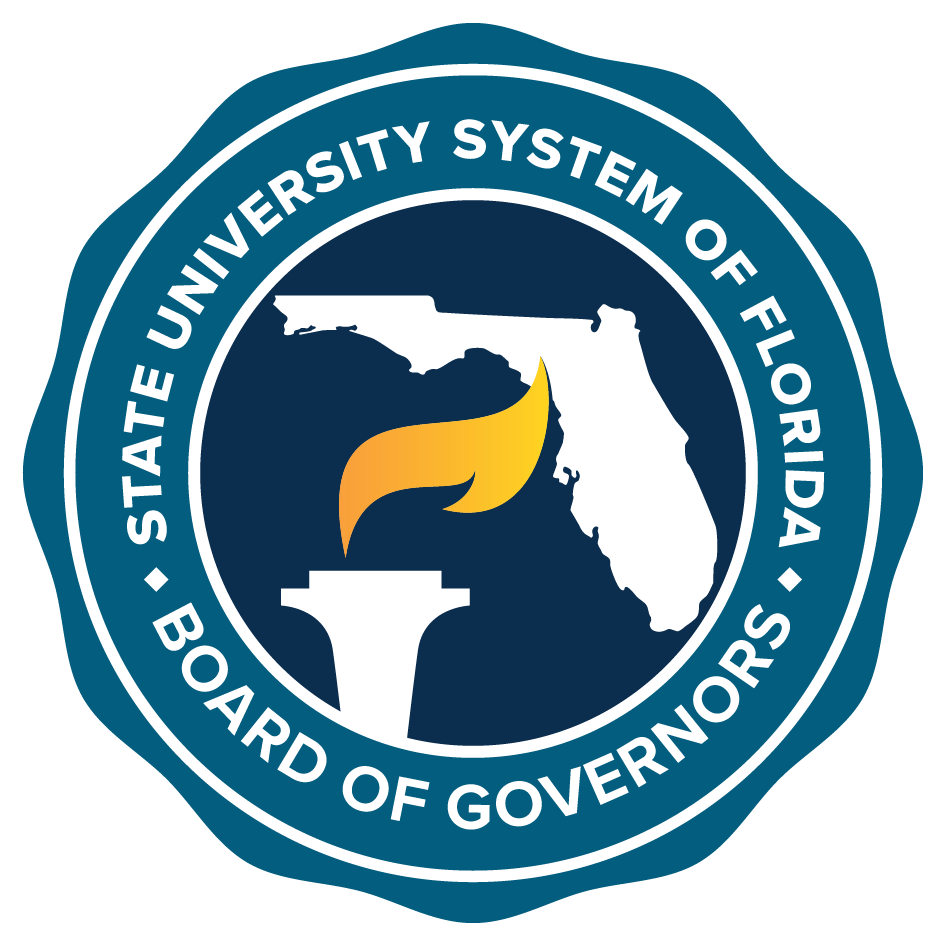 STATE UNIVERSITY SYSTEM OF FLORIDA
BOARD OF GOVERNORS